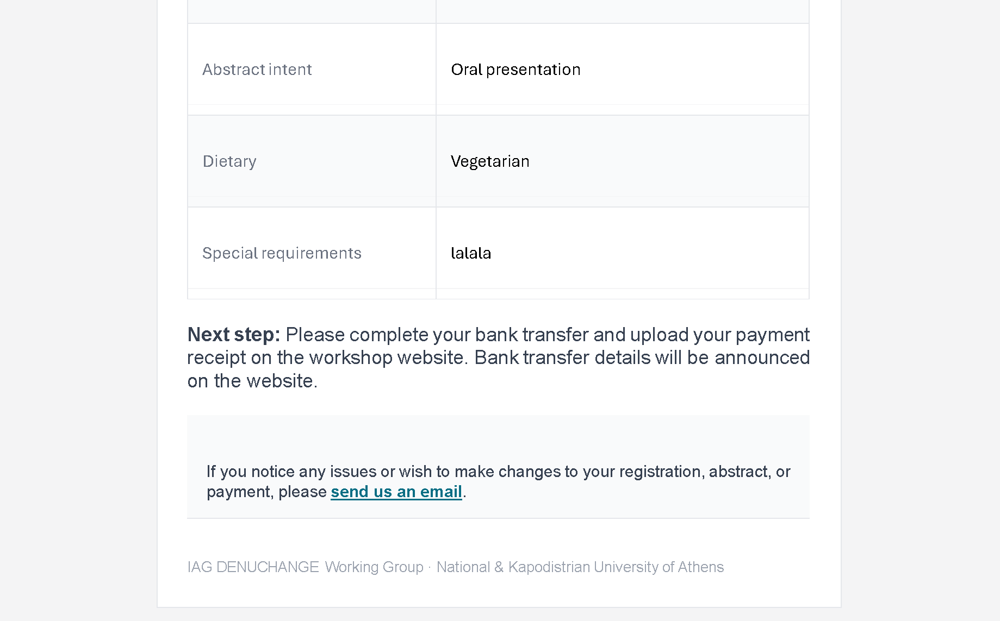 Abstract intent
Oral presentation
Dietary
Vegetarian
Special requirements
lalala
Next step: Please complete your bank transfer and upload your payment
receipt on the workshop website. Bank transfer details will be announced
on the website.
If you notice any issues or wish to make changes to your registration, abstract, or
payment, please send us an email.
IAG DENUCHANGE Working Group · National & Kapodistrian University of Athens